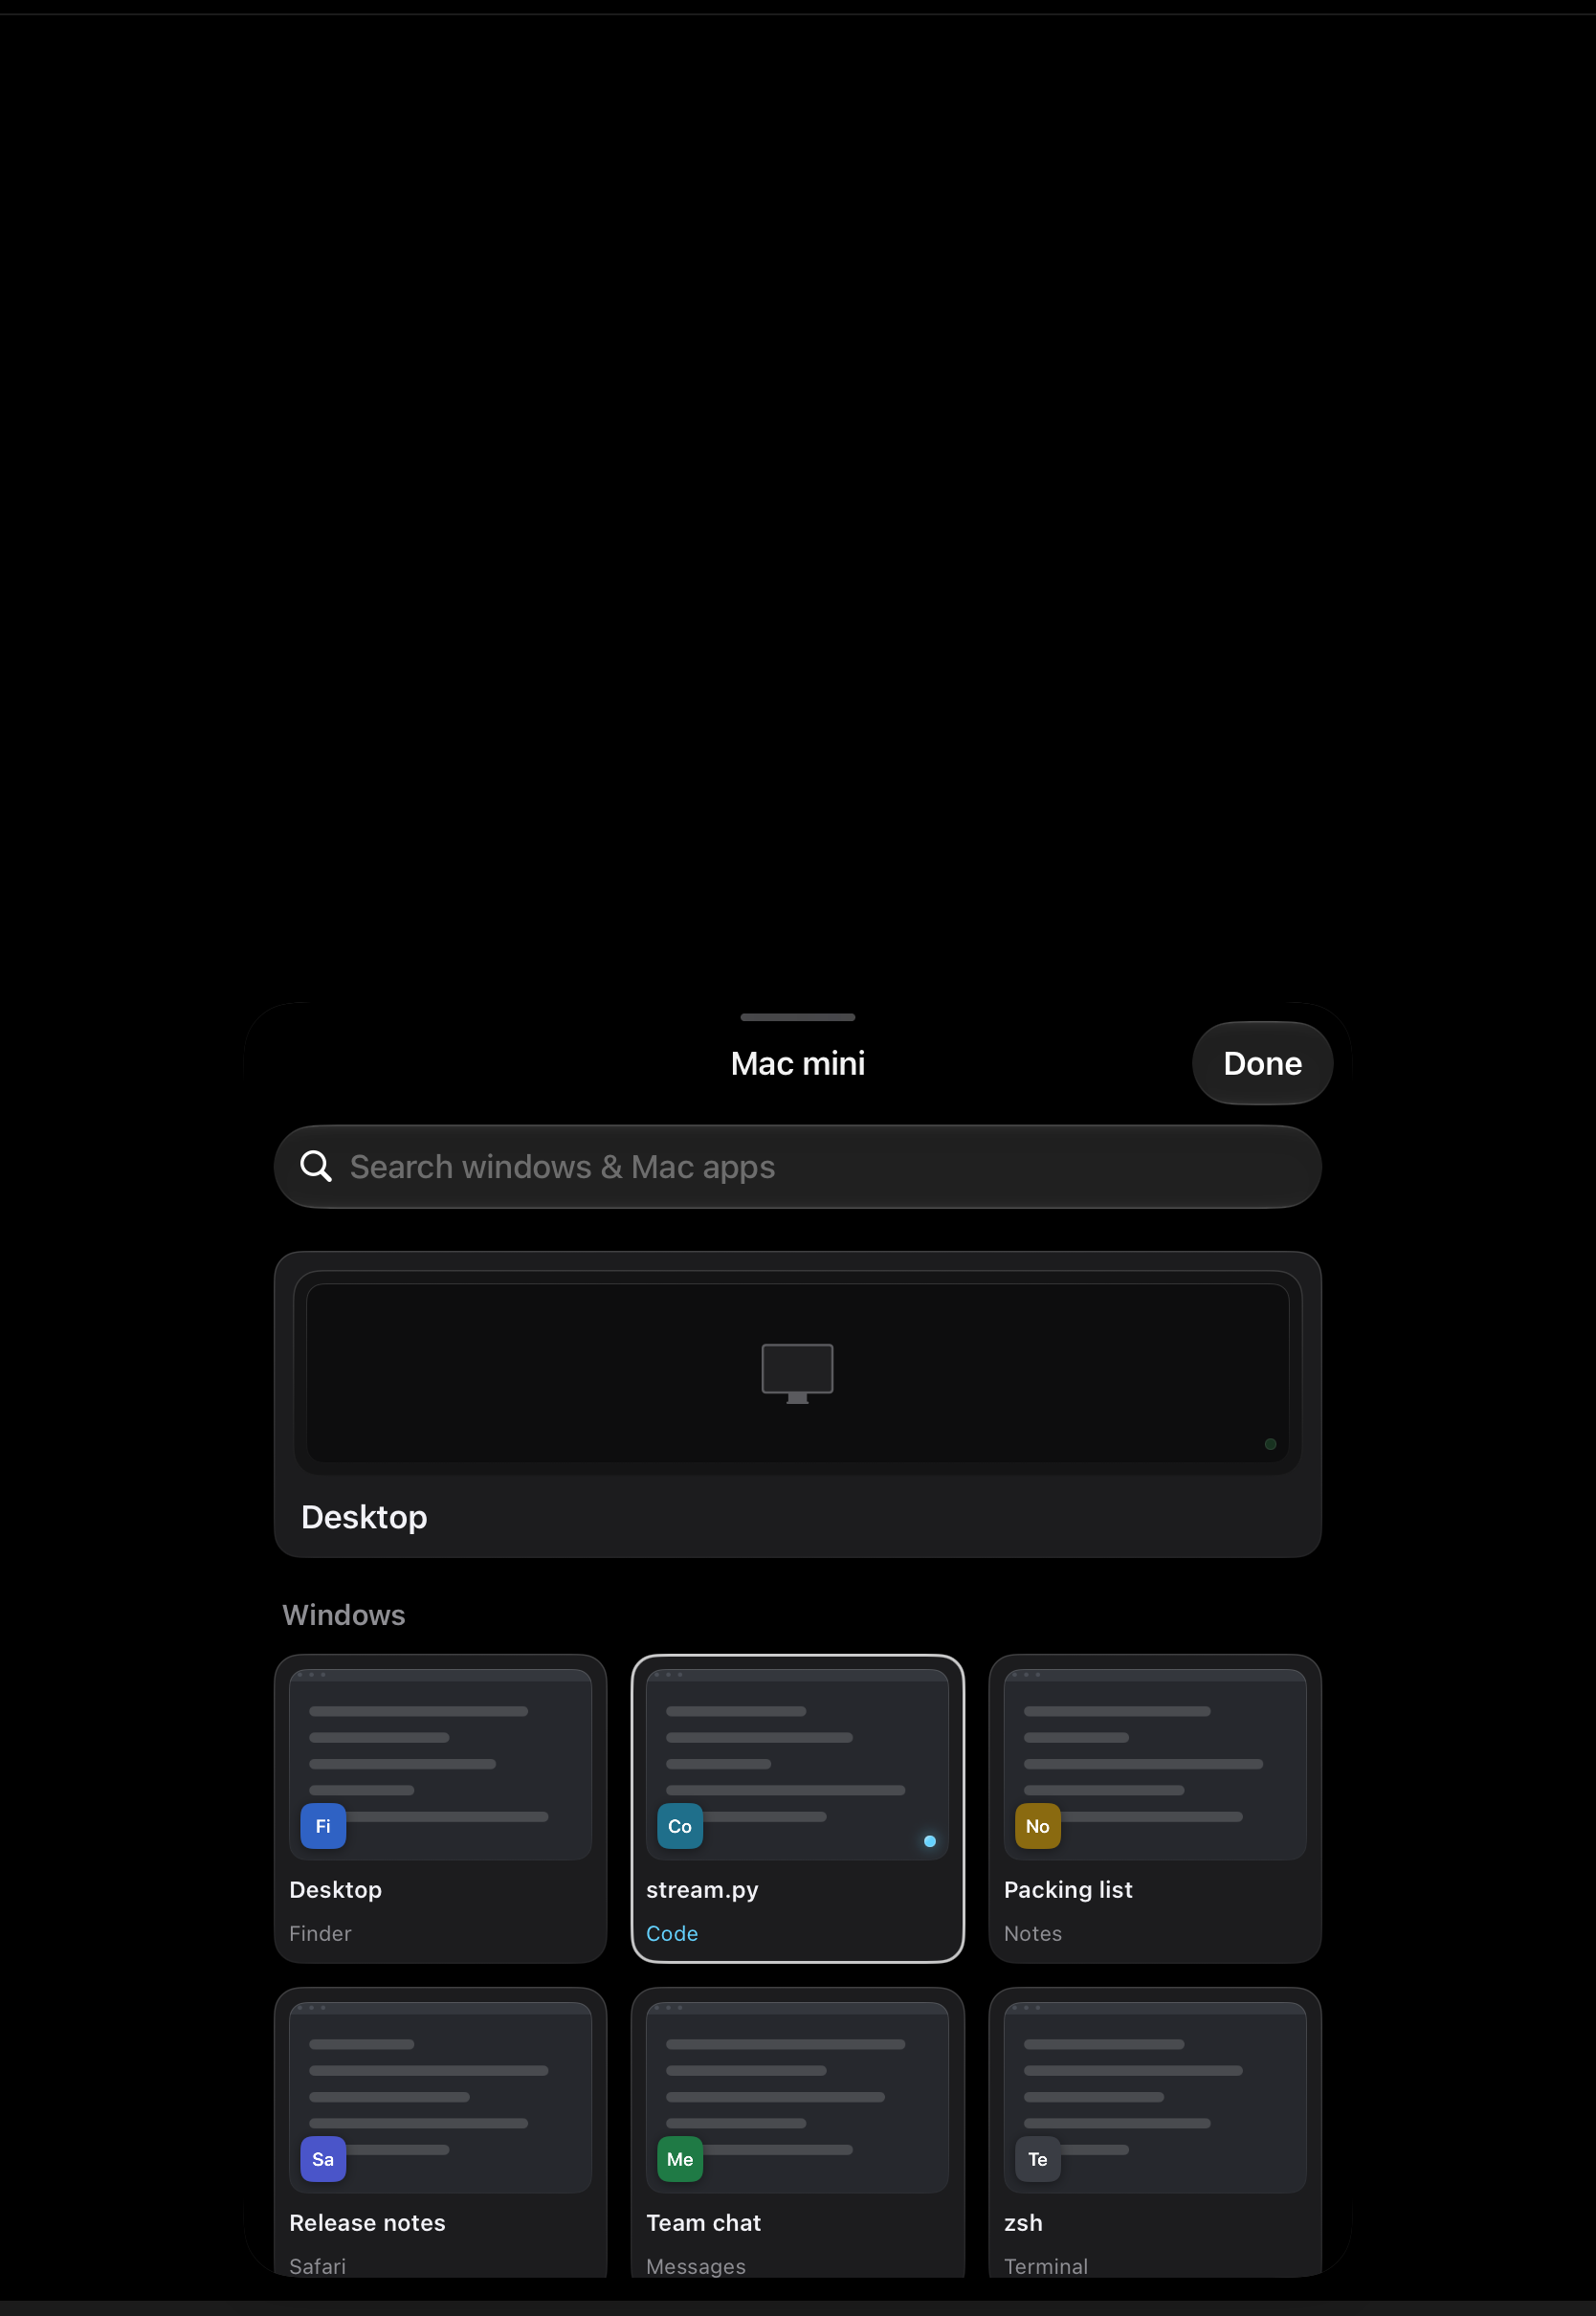 Mac mini
Done
Search windows & Mac apps
Desktop
Windows
Fi
Co
No
Desktop
stream.py
Packing list
Finder
Code
Notes
Sa
Me
Te
Release notes
Team chat
zsh
Safari
Messages
Terminal